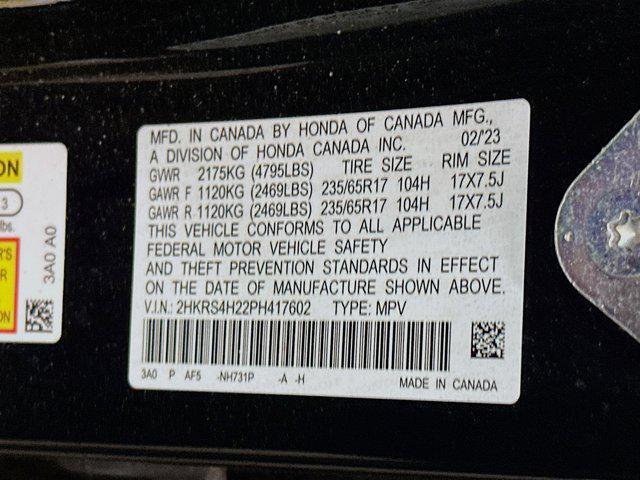 ON
3
lbs.
R'S
R
ON
3A0 A0
MFD. IN CANADA BY HONDA OF CANADA MFG.,
A DIVISION OF HONDA CANADA INC. 02/'23
GVWR 2175KG (4795LBS) TIRE SIZE RIM SIZE
GAWR F 1120KG (2469LBS) 235/65R17 104H 17X7.5J
GAWR R 1120KG (2469LBS) 235/65R17 104H 17X7.5J
THIS VEHICLE CONFORMS TO ALL APPLICABLE
FEDERAL MOTOR VEHICLE SAFETY
AND THEFT PREVENTION STANDARDS IN EFFECT
ON THE DATE OF MANUFACTURE SHOWN ABOVE.
V.I.N.: 2HKRS4H22PH417602 TYPE: MPV
3A0 P AF5 -NH731P -A -H MADE IN CANADA